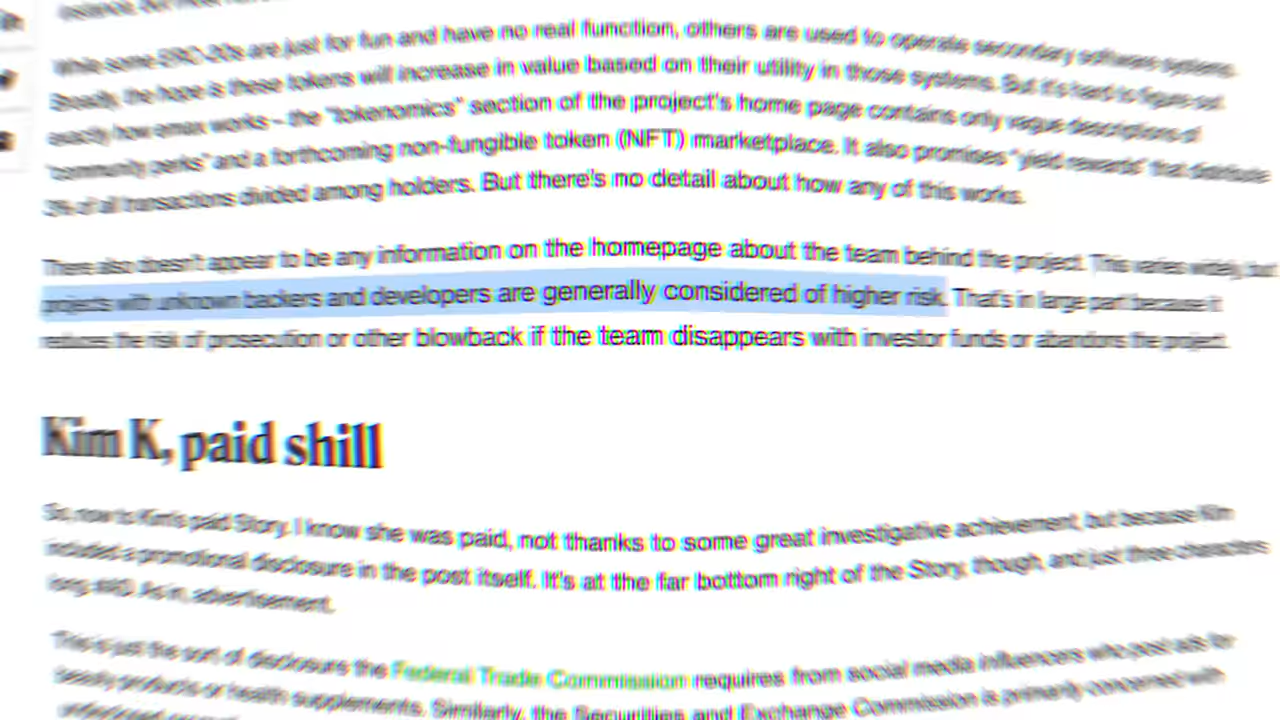 While some ERC-20s are just for fun and have no real function, others are used to operate secondary software systems.
Broadly, the hope is these tokens will increase in value based on their utility in those systems. But it's hard to figure out
exactly how emax works – the "tokenomics" section of the project's home page contains only vague descriptions of
"community perks" and a forthcoming non-fungible token (NFT) marketplace. It also promises "yield rewards" that distribute
3% of all transactions divided among holders. But there's no detail about how any of this works.
There also doesn't appear to be any information on the homepage about the team behind the project. This varies widely, but
projects with unknown backers and developers are generally considered of higher risk. That's in large part because it
reduces the risk of prosecution or other blowback if the team disappears with investor funds or abandons the project.
Kim K, paid shill
So, now to Kim's paid Story. I know she was paid, not thanks to some great investigative achievement, but because Kim
included a promotional disclosure in the post itself. It's at the far bottom right of the Story, though, and just three characters
long: #AD. As in, advertisement.
This is just the sort of disclosure the Federal Trade Commission requires from social media influencers who post ads for
beauty products or health supplements. Similarly, the Securities and Exchange Commission is primarily concerned with